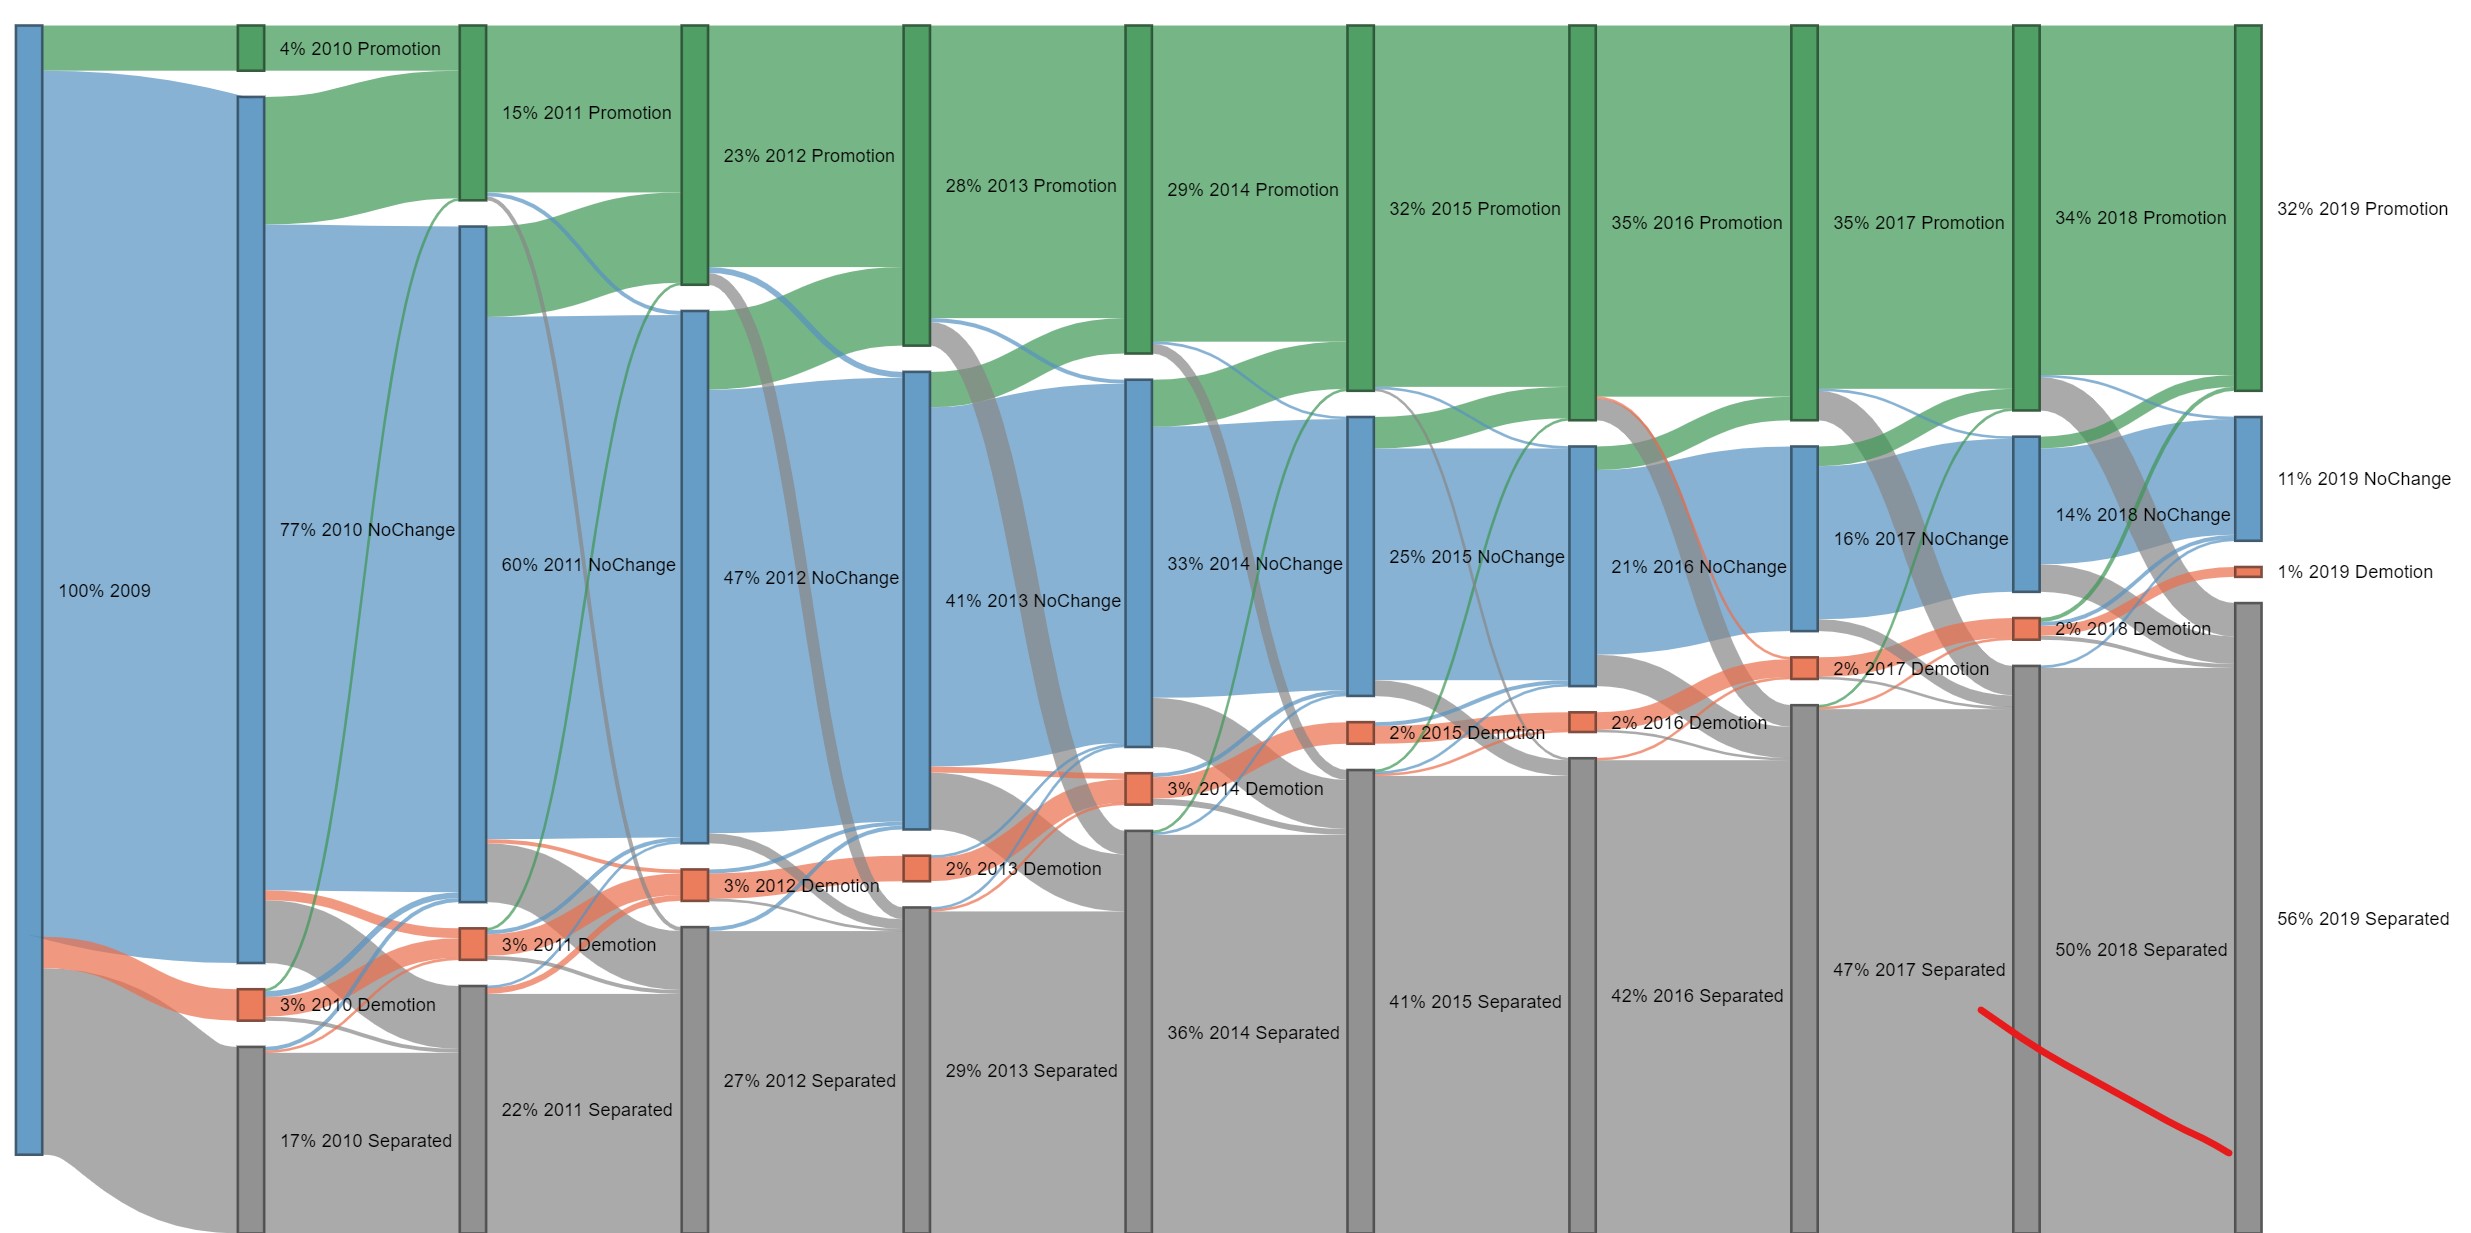 100% 2009
4% 2010 Promotion
77% 2010 NoChange
3% 2010 Demotion
17% 2010 Separated
15% 2011 Promotion
60% 2011 NoChange
3% 2011 Demotion
22% 2011 Separated
23% 2012 Promotion
47% 2012 NoChange
3% 2012 Demotion
27% 2012 Separated
28% 2013 Promotion
41% 2013 NoChange
2% 2013 Demotion
29% 2013 Separated
29% 2014 Promotion
33% 2014 NoChange
3% 2014 Demotion
36% 2014 Separated
32% 2015 Promotion
25% 2015 NoChange
2% 2015 Demotion
41% 2015 Separated
35% 2016 Promotion
21% 2016 NoChange
2% 2016 Demotion
42% 2016 Separated
35% 2017 Promotion
16% 2017 NoChange
2% 2017 Demotion
47% 2017 Separated
34% 2018 Promotion
14% 2018 NoChange
2% 2018 Demotion
50% 2018 Separated
32% 2019 Promotion
11% 2019 NoChange
1% 2019 Demotion
56% 2019 Separated